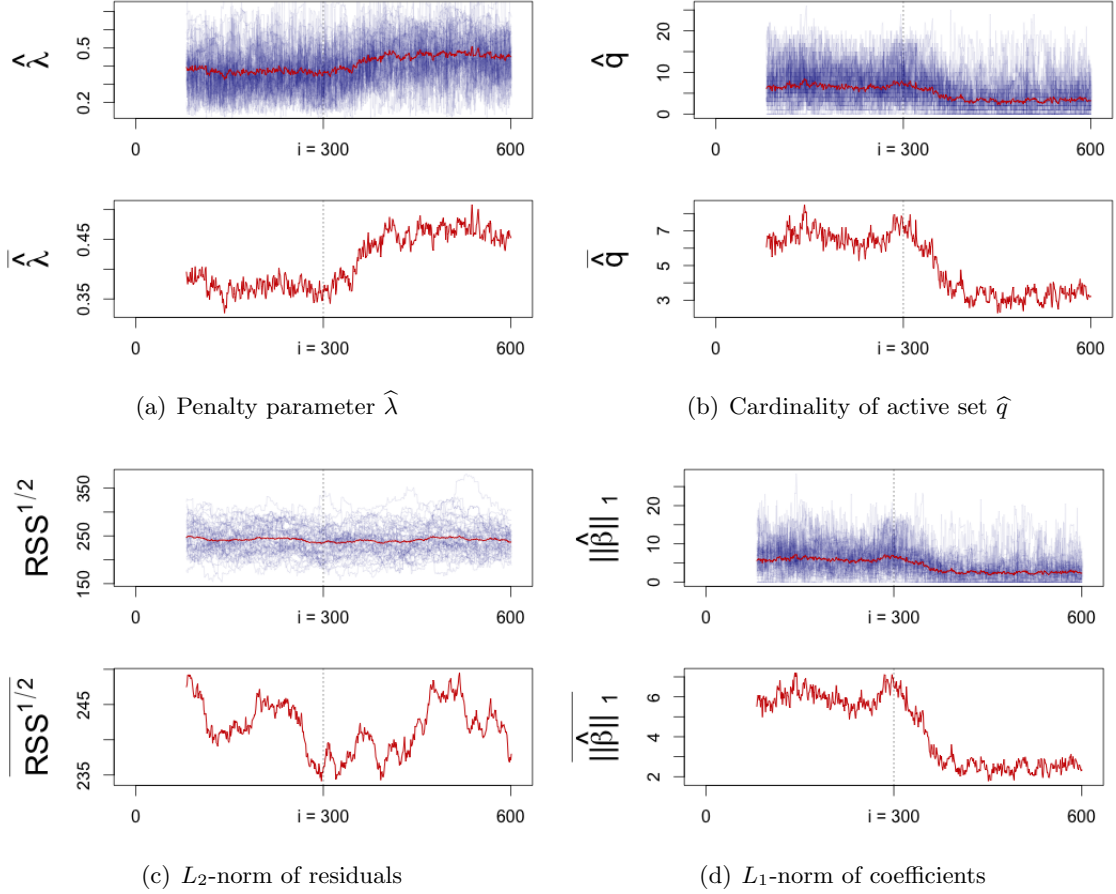 λ̂
0.2 0.5
0 i = 300 600
q̂
0 10 20
0 i = 300 600
λ̂̅
0.35 0.45
0 i = 300 600
q̂̅
3 5 7
0 i = 300 600
(a) Penalty parameter λ̂
(b) Cardinality of active set q̂
RSS^1/2
150 250 350
0 i = 300 600
||β̂|| 1
0 10 20
0 i = 300 600
RSS^1/2
235 245
0 i = 300 600
||β̂|| 1
2 4 6
0 i = 300 600
(c) L₂-norm of residuals
(d) L₁-norm of coefficients